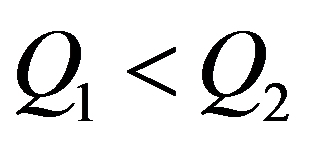 Q₁ < Q₂